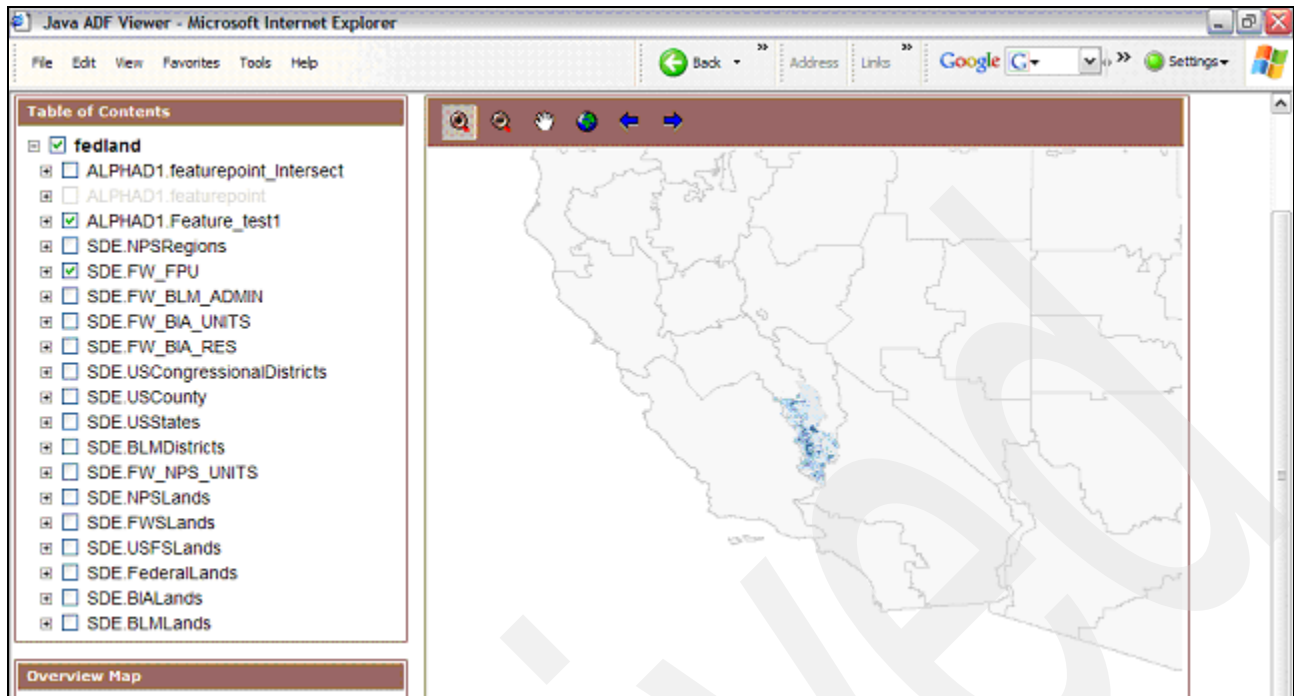 Java ADF Viewer - Microsoft Internet Explorer
File Edit View Favorites Tools Help
Back
Address
Links
Google
G
Settings
Table of Contents
fedland
ALPHAD1.featurepoint_Intersect
ALPHAD1.featurepoint
ALPHAD1.Feature_test1
SDE.NPSRegions
SDE.FW_FPU
SDE.FW_BLM_ADMIN
SDE.FW_BIA_UNITS
SDE.FW_BIA_RES
SDE.USCongressionalDistricts
SDE.USCounty
SDE.USStates
SDE.BLMDistricts
SDE.FW_NPS_UNITS
SDE.NPSLands
SDE.FWSLands
SDE.USFSLands
SDE.FederalLands
SDE.BIALands
SDE.BLMLands
Overview Map